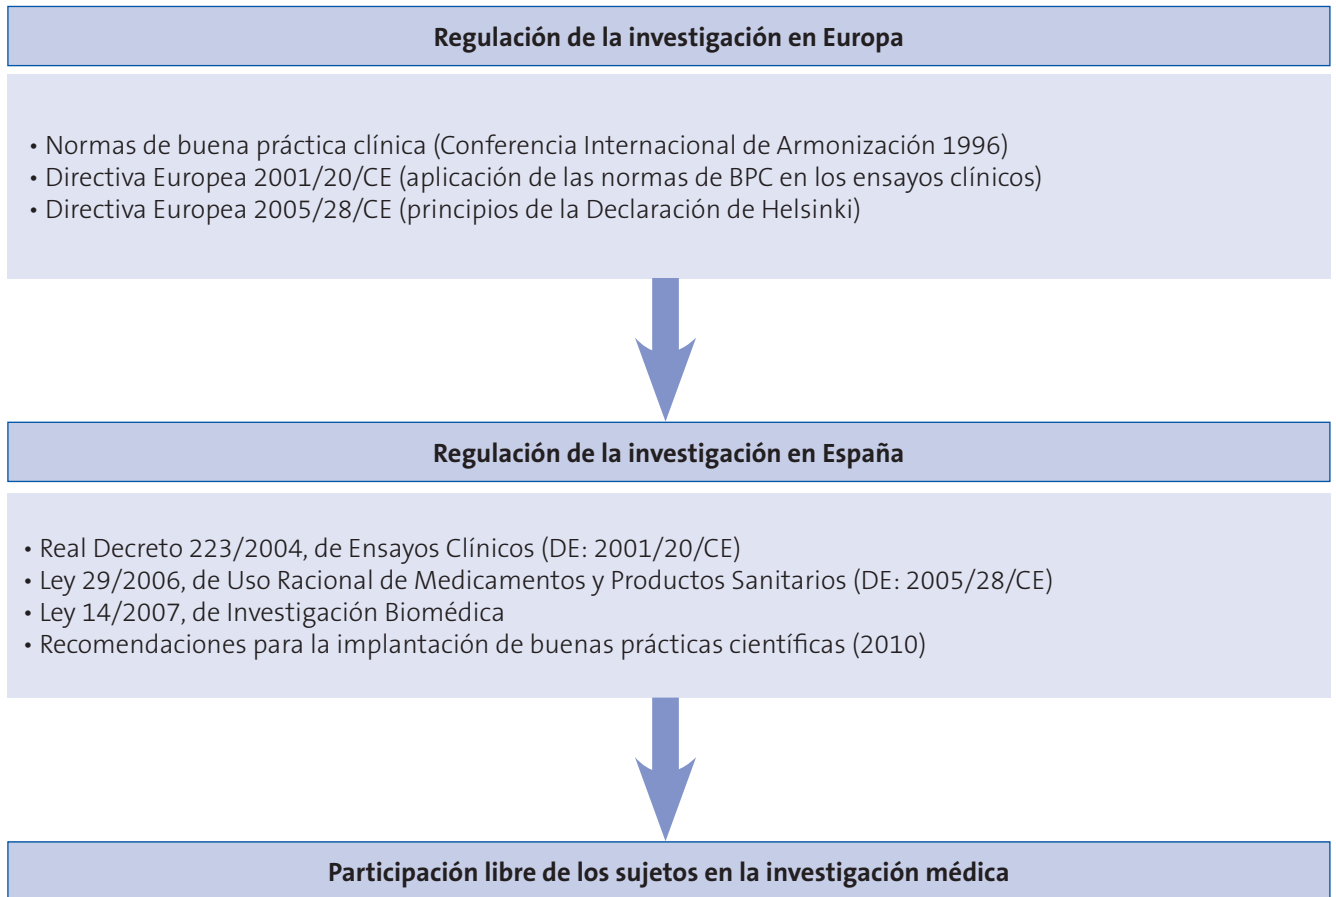 Regulación de la investigación en Europa
• Normas de buena práctica clínica (Conferencia Internacional de Armonización 1996)
• Directiva Europea 2001/20/CE (aplicación de las normas de BPC en los ensayos clínicos)
• Directiva Europea 2005/28/CE (principios de la Declaración de Helsinki)
Regulación de la investigación en España
• Real Decreto 223/2004, de Ensayos Clínicos (DE: 2001/20/CE)
• Ley 29/2006, de Uso Racional de Medicamentos y Productos Sanitarios (DE: 2005/28/CE)
• Ley 14/2007, de Investigación Biomédica
• Recomendaciones para la implantación de buenas prácticas científicas (2010)
Participación libre de los sujetos en la investigación médica